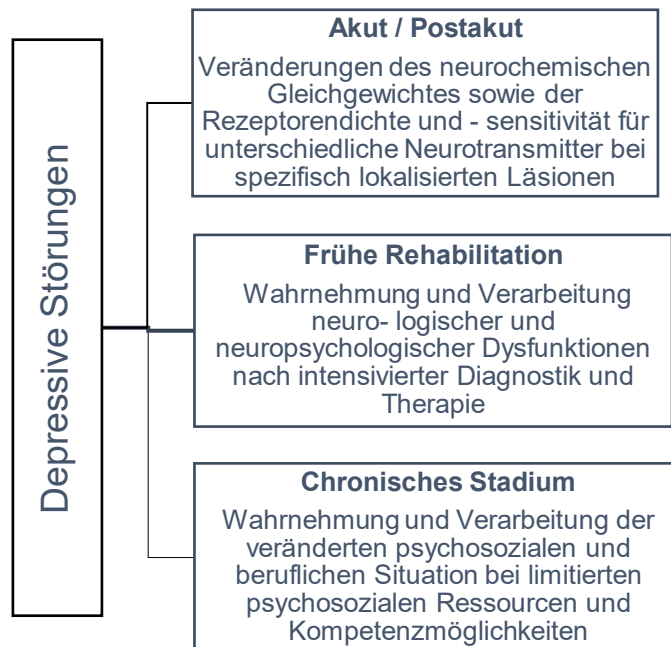 Depressive Störungen
Akut / Postakut
Veränderungen des neurochemischen
Gleichgewichtes sowie der
Rezeptorendichte und - sensitivität für
unterschiedliche Neurotransmitter bei
spezifisch lokalisierten Läsionen
Frühe Rehabilitation
Wahrnehmung und Verarbeitung
neuro- logischer und
neuropsychologischer Dysfunktionen
nach intensivierter Diagnostik und
Therapie
Chronisches Stadium
Wahrnehmung und Verarbeitung der
veränderten psychosozialen und
beruflichen Situation bei limitierten
psychosozialen Ressourcen und
Kompetenzmöglichkeiten